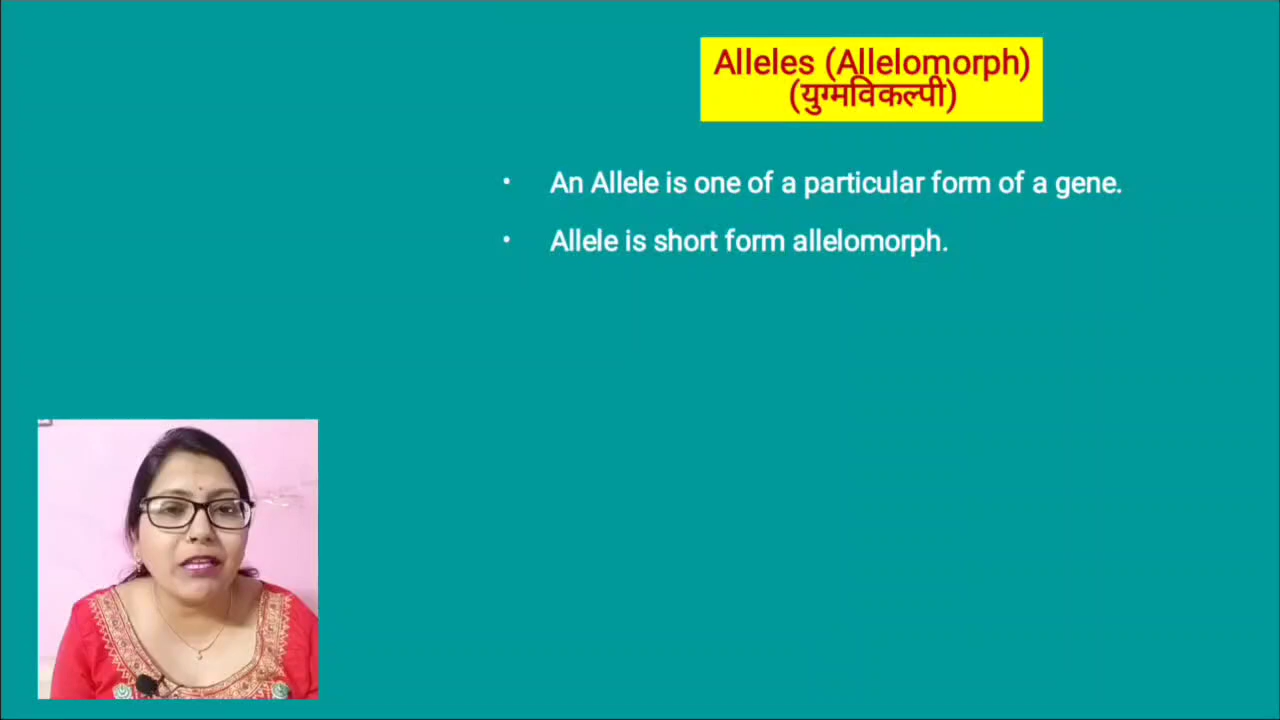 Alleles (Allelomorph)
(युग्मविकल्पी)
• An Allele is one of a particular form of a gene.
• Allele is short form allelomorph.